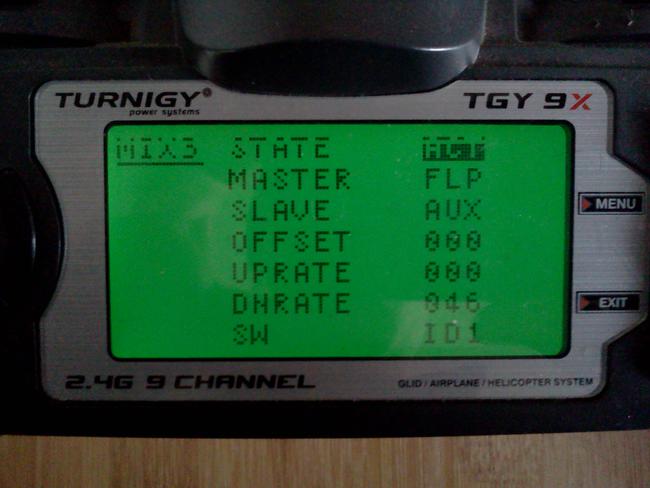 TURNIGY®
power systems
TGY 9X
MIX3 STATE
MASTER FLP
SLAVE AUX
OFFSET 000
UPRATE 000
DNRATE 046
SW ID1
MENU
EXIT
2.4G 9 CHANNEL
GLID / AIRPLANE / HELICOPTER SYSTEM